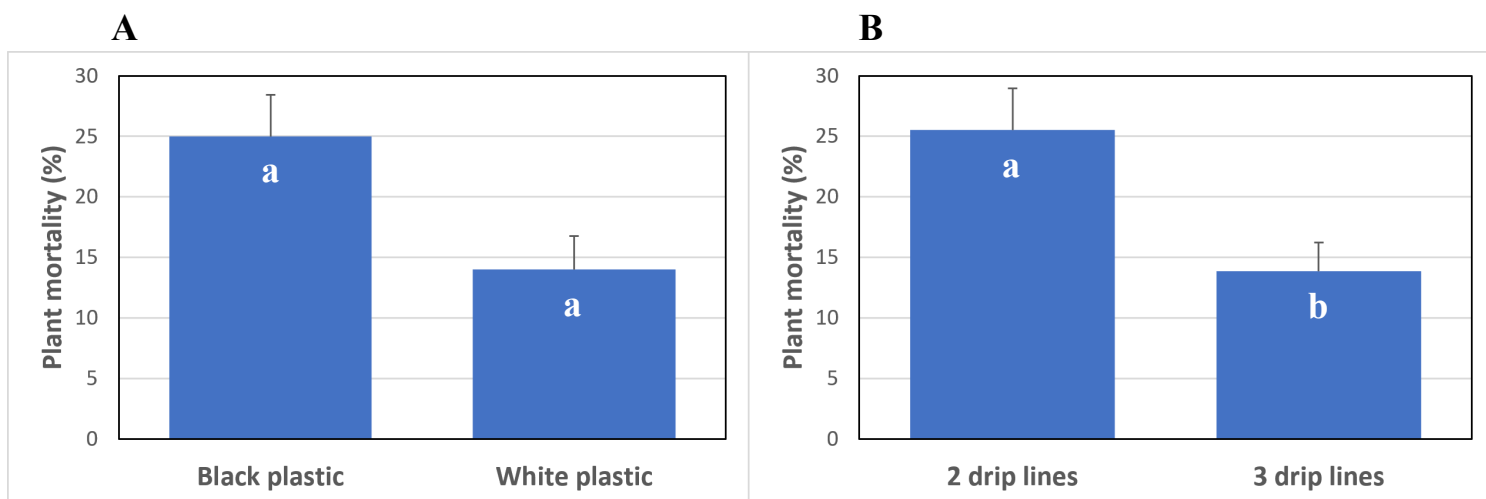 A
Plant mortality (%)
30
25
20
15
10
5
0
a
a
Black plastic
White plastic
B
Plant mortality (%)
30
25
20
15
10
5
0
a
b
2 drip lines
3 drip lines